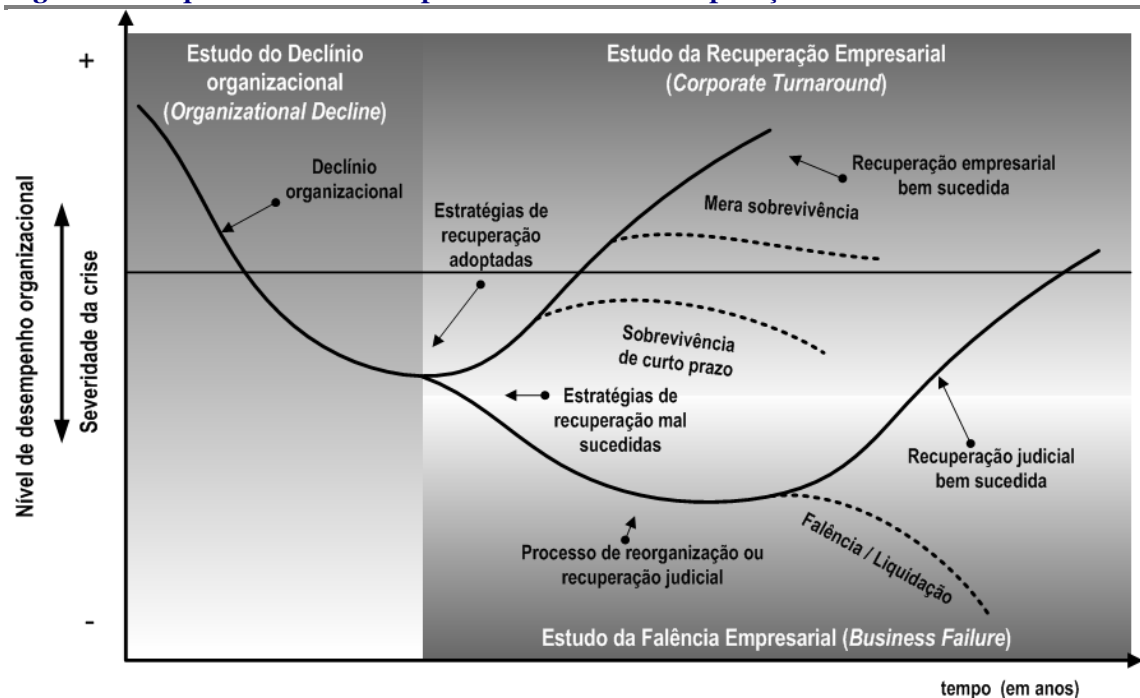 +
Estudo do Declínio
organizacional
(Organizational Decline)
Estudo da Recuperação Empresarial
(Corporate Turnaround)
Declínio
organizacional
Estratégias de
recuperação
adoptadas
Recuperação empresarial
bem sucedida
Mera sobrevivência
Nível de desempenho organizacional
Severidade da crise
Sobrevivência
de curto prazo
Estratégias de
recuperação mal
sucedidas
Recuperação judicial
bem sucedida
Processo de reorganização ou
recuperação judicial
Falência / Liquidação
-
Estudo da Falência Empresarial (Business Failure)
tempo (em anos)